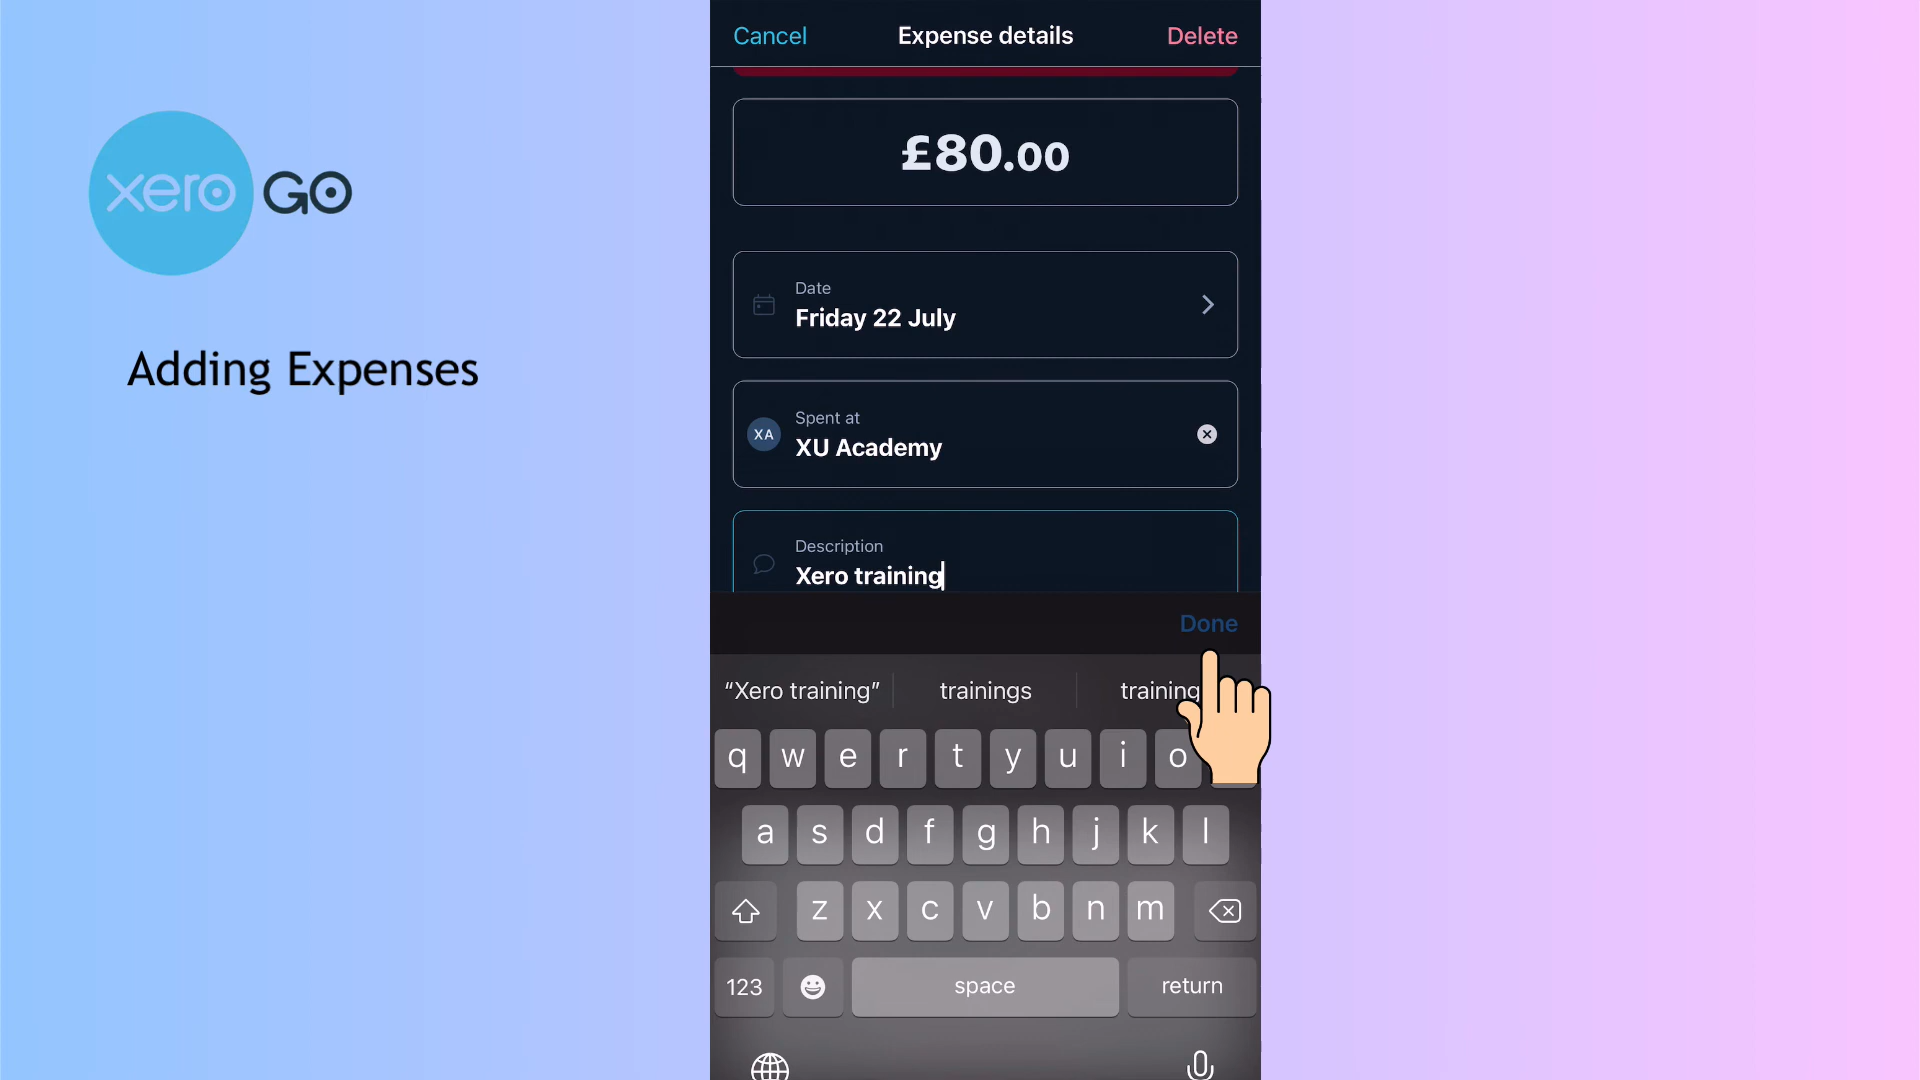 Cancel
Expense details
Delete
£80.00
xero GO
Date
Friday 22 July
Adding Expenses
Spent at
XA
XU Academy
Description
Xero training
Done
“Xero training”
trainings
training
q w e r t y u i o
a s d f g h j k l
z x c v b n m
123
space
return